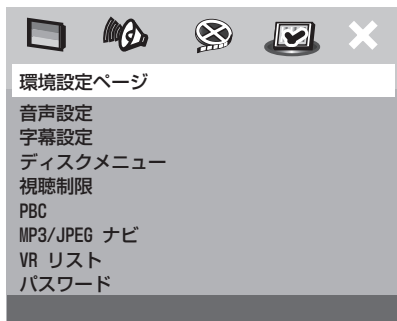 環境設定ページ
音声設定
字幕設定
ディスクメニュー
視聴制限
PBC
MP3/JPEG ナビ
VR リスト
パスワード